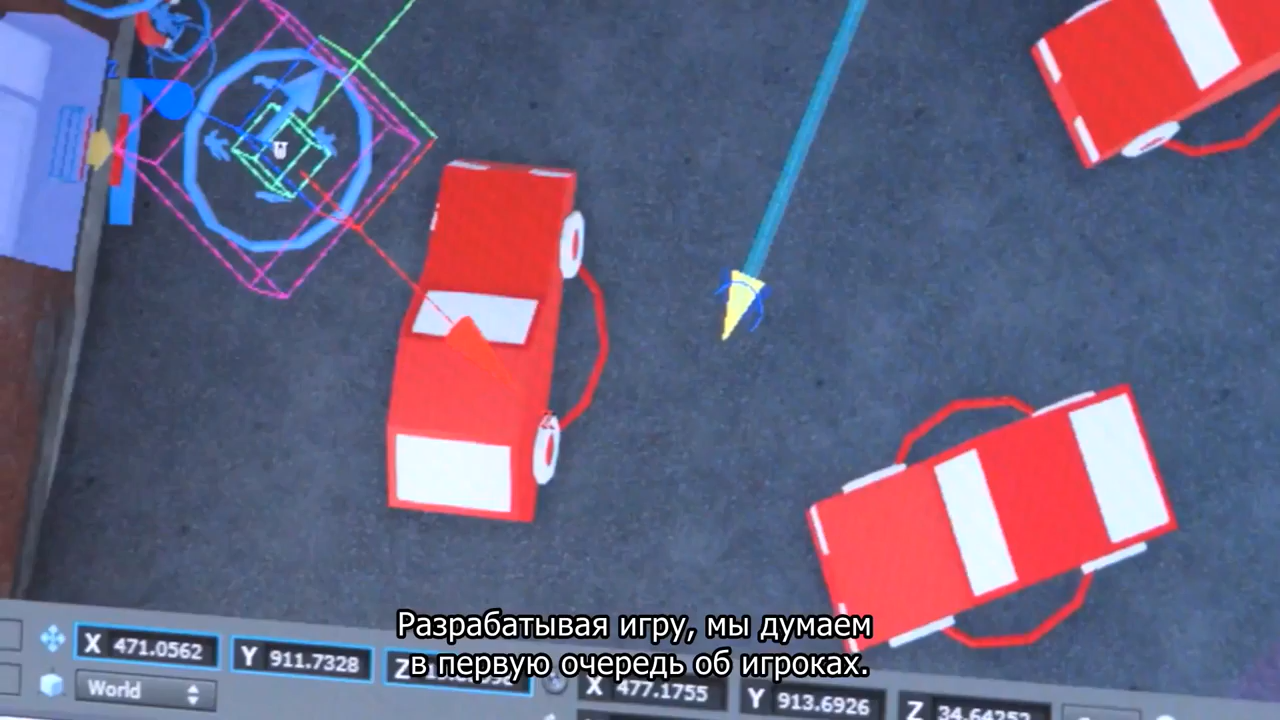 Z
Разрабатывая игру, мы думаем
в первую очередь об игроках.
X 471.0562 Y 911.7328 Z
X 477.1755 Y 913.6926 Z 34.64252
World